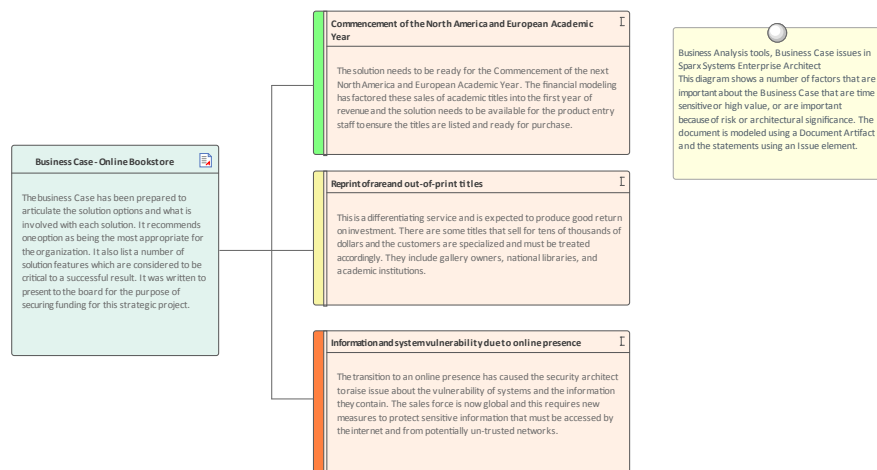 Business Case - Online Bookstore
The business Case has been prepared to
articulate the solution options and what is
involved with each solution. It recommends
one option as being the most appropriate for
the organization. It also list a number of
solution features which are considered to be
critical to a successful result. It was written to
present to the board for the purpose of
securing funding for this strategic project.
Commencement of the North America and European Academic
Year
The solution needs to be ready for the Commencement of the next
North America and European Academic Year. The financial modeling
has factored these sales of academic titles into the first year of
revenue and the solution needs to be available for the product entry
staff to ensure the titles are listed and ready for purchase.
Reprint of rare and out-of-print titles
This is a differentiating service and is expected to produce good return
on investment. There are some titles that sell for tens of thousands of
dollars and the customers are specialized and must be treated
accordingly. They include gallery owners, national libraries, and
academic institutions.
Information and system vulnerability due to online presence
The transition to an online presence has caused the security architect
to raise issue about the vulnerability of systems and the information
they contain. The sales force is now global and this requires new
measures to protect sensitive information that must be accessed by
the internet and from potentially un-trusted networks.
Business Analysis tools, Business Case issues in
Sparx Systems Enterprise Architect
This diagram shows a number of factors that are
important about the Business Case that are time
sensitive or high value, or are important
because of risk or architectural significance. The
document is modeled using a Document Artifact
and the statements using an Issue element.